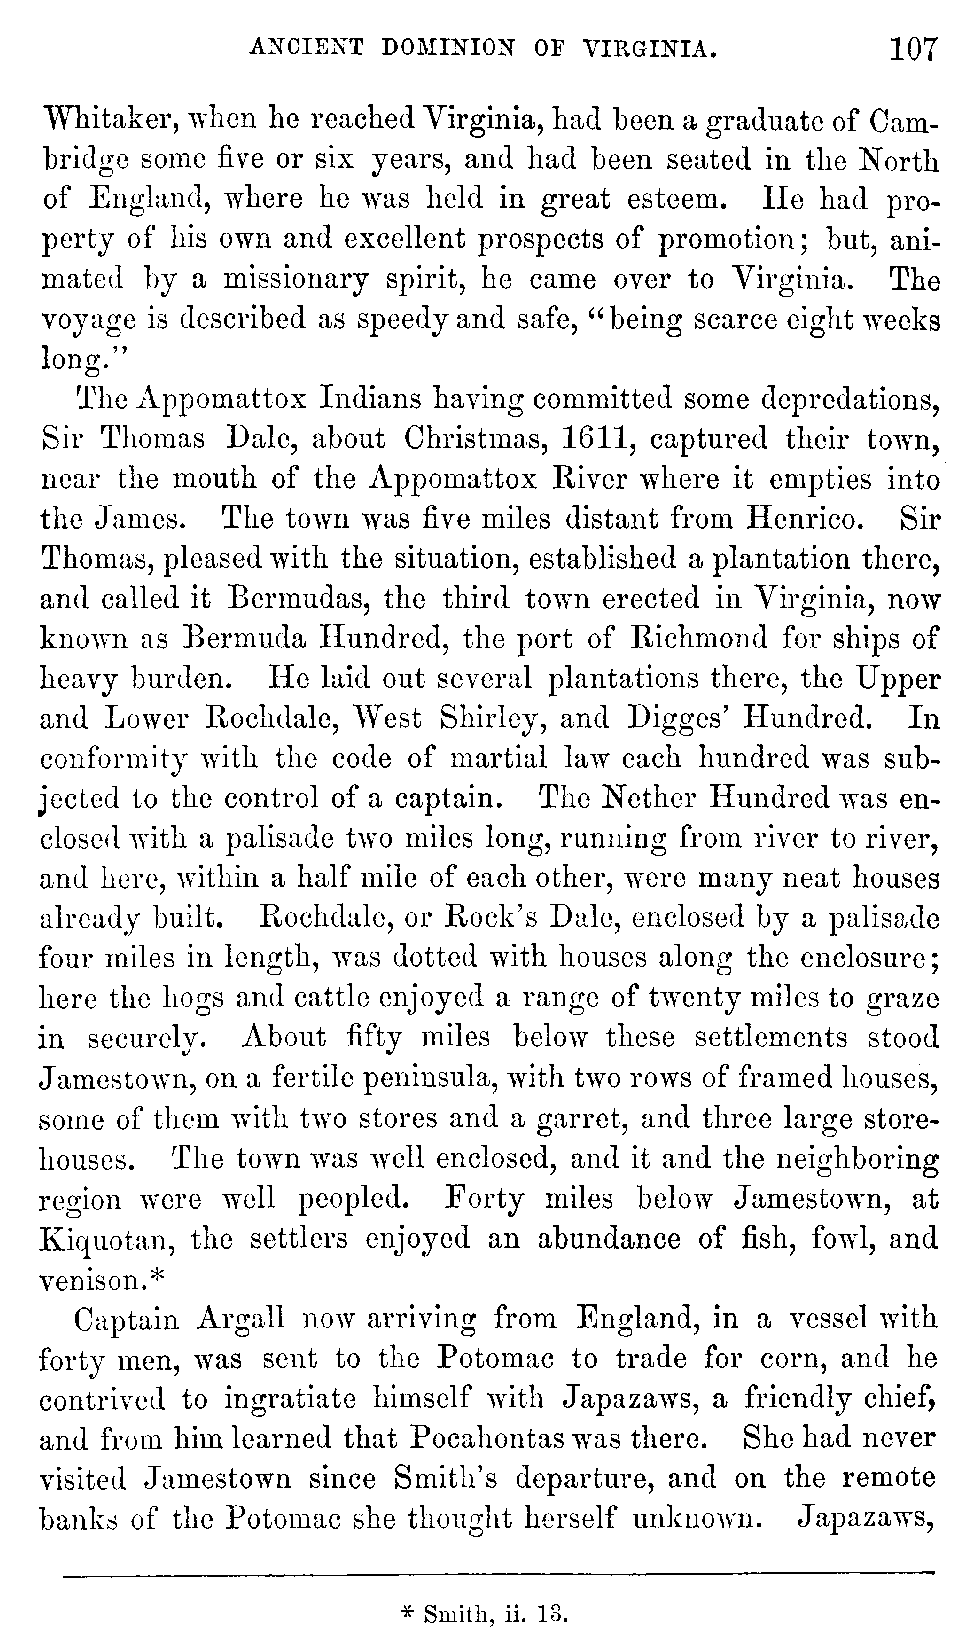 ANCIENT DOMINION OF VIRGINIA. 107
Whitaker, when he reached Virginia, had been a graduate of Cam-
bridge some five or six years, and had been seated in the North
of England, where he was held in great esteem. He had pro-
perty of his own and excellent prospects of promotion; but, ani-
mated by a missionary spirit, he came over to Virginia. The
voyage is described as speedy and safe, "being scarce eight weeks
long."
The Appomattox Indians having committed some depredations,
Sir Thomas Dale, about Christmas, 1611, captured their town,
near the mouth of the Appomattox River where it empties into
the James. The town was five miles distant from Henrico. Sir
Thomas, pleased with the situation, established a plantation there,
and called it Bermudas, the third town erected in Virginia, now
known as Bermuda Hundred, the port of Richmond for ships of
heavy burden. He laid out several plantations there, the Upper
and Lower Rochdale, West Shirley, and Digges' Hundred. In
conformity with the code of martial law each hundred was sub-
jected to the control of a captain. The Nether Hundred was en-
closed with a palisade two miles long, running from river to river,
and here, within a half mile of each other, were many neat houses
already built. Rochdale, or Rock's Dale, enclosed by a palisade
four miles in length, was dotted with houses along the enclosure;
here the hogs and cattle enjoyed a range of twenty miles to graze
in securely. About fifty miles below these settlements stood
Jamestown, on a fertile peninsula, with two rows of framed houses,
some of them with two stores and a garret, and three large store-
houses. The town was well enclosed, and it and the neighboring
region were well peopled. Forty miles below Jamestown, at
Kiquotan, the settlers enjoyed an abundance of fish, fowl, and
venison.*
Captain Argall now arriving from England, in a vessel with
forty men, was sent to the Potomac to trade for corn, and he
contrived to ingratiate himself with Japazaws, a friendly chief,
and from him learned that Pocahontas was there. She had never
visited Jamestown since Smith's departure, and on the remote
banks of the Potomac she thought herself unknown. Japazaws,
* Smith, ii. 13.